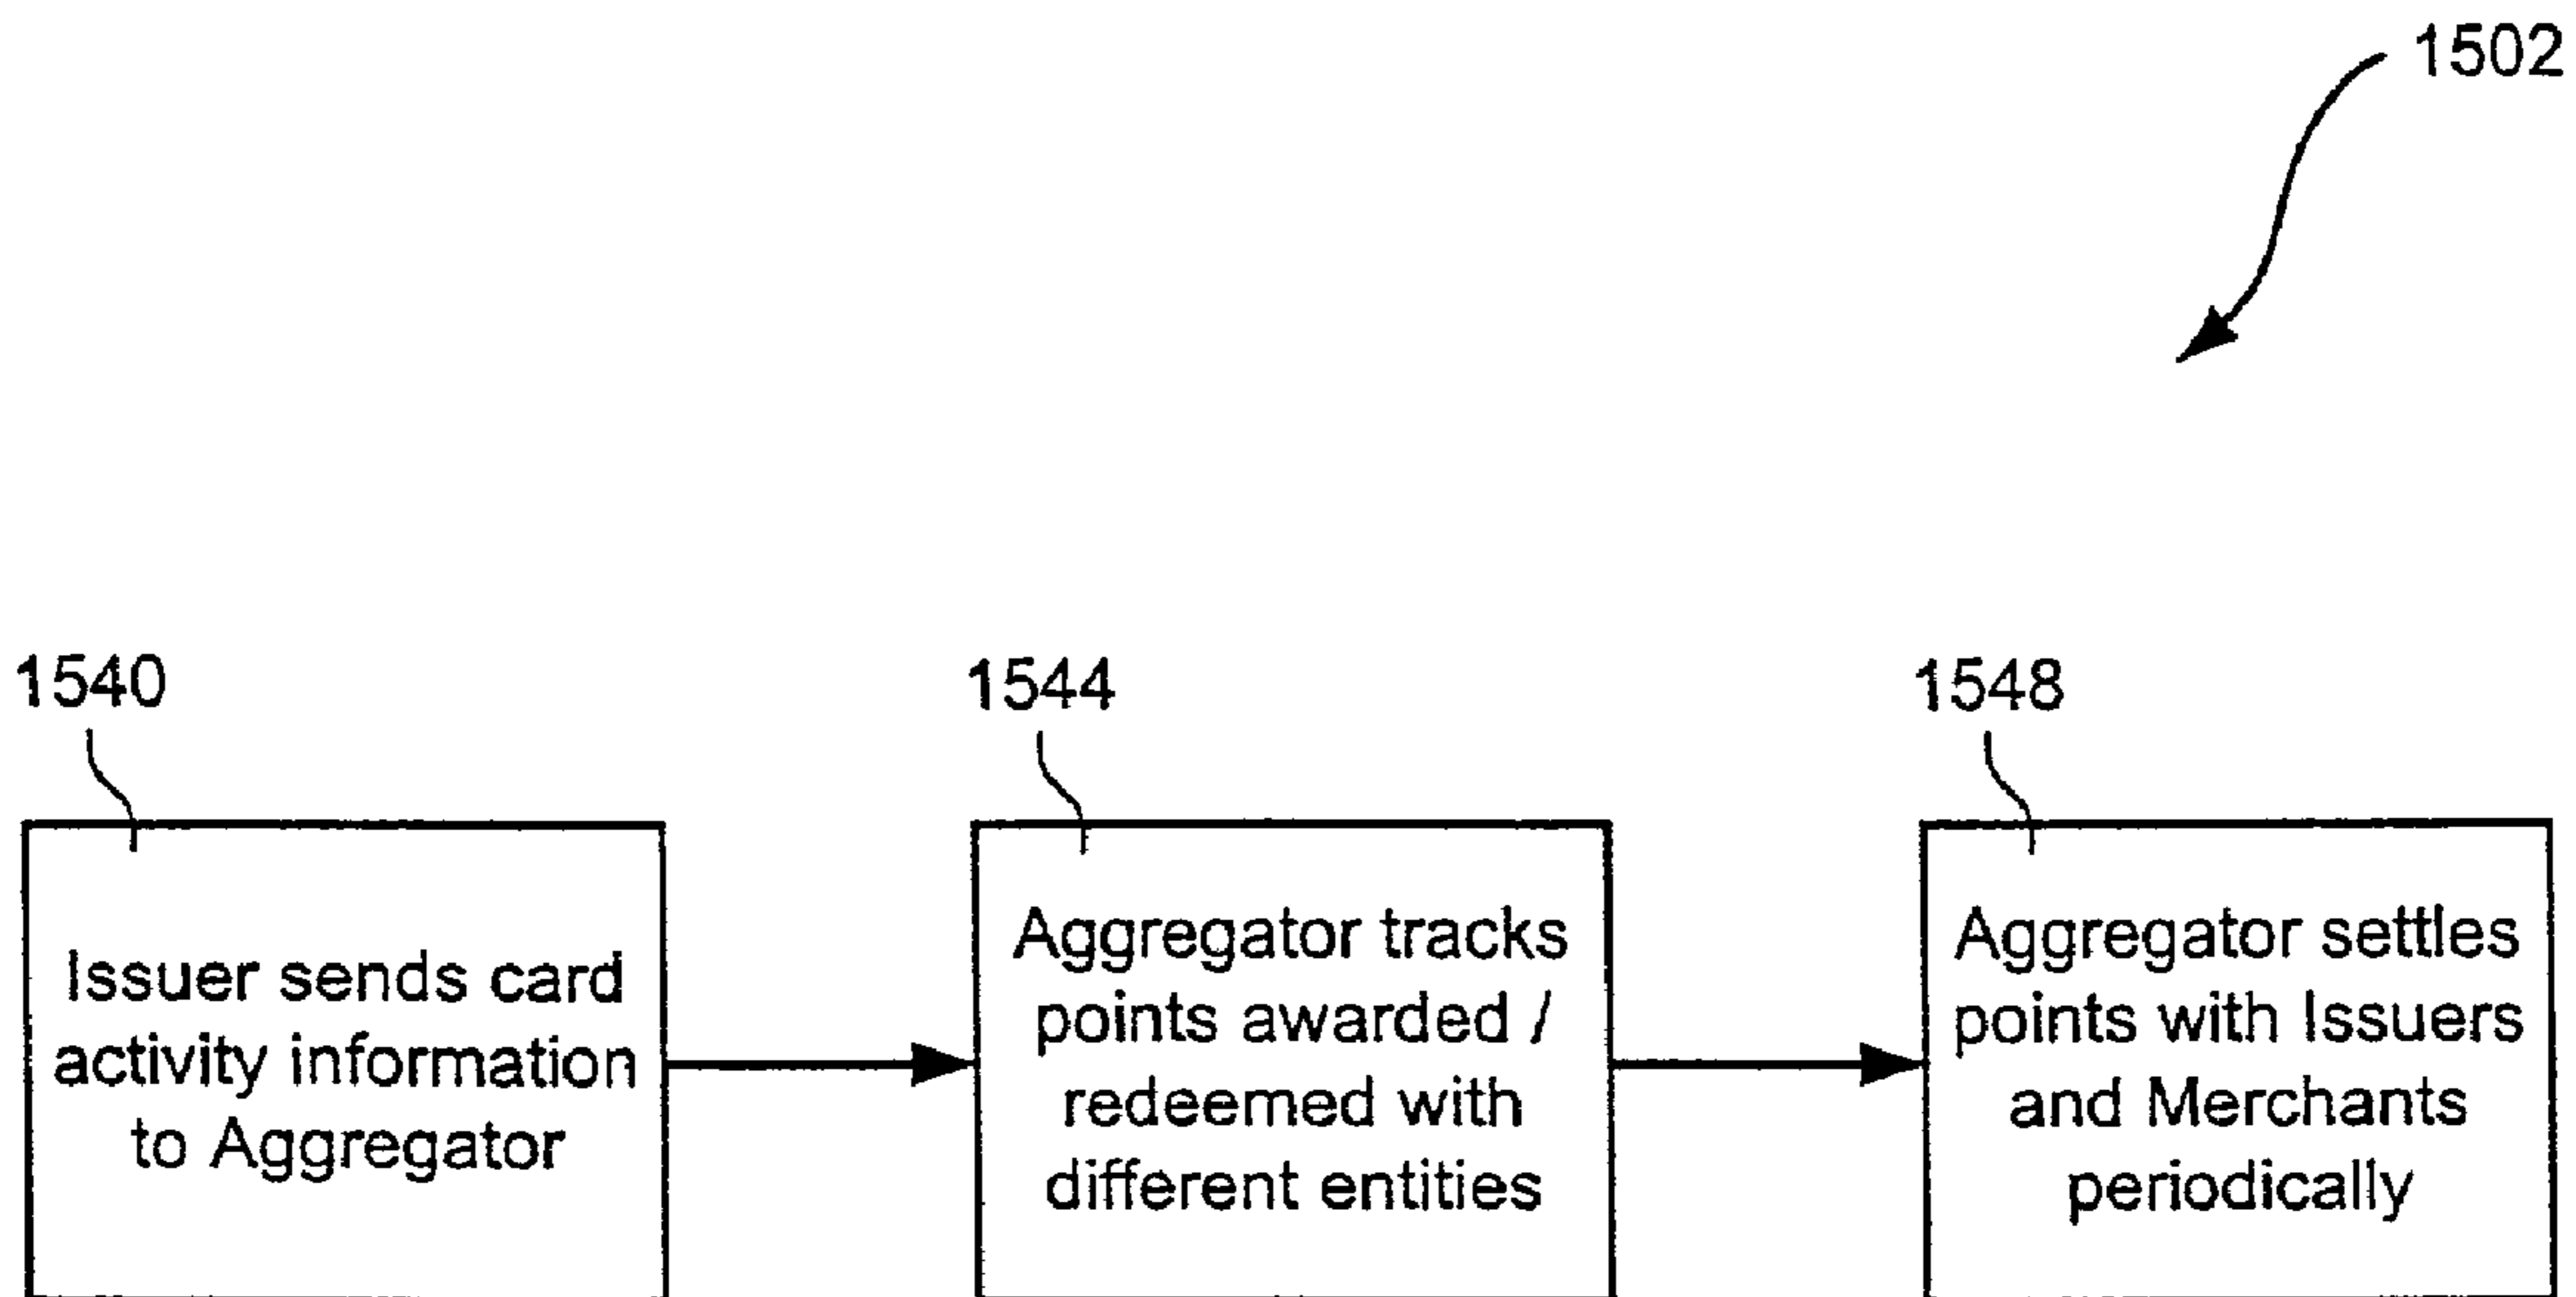 1502
1540
1544
1548
Issuer sends card
activity information
to Aggregator
Aggregator tracks
points awarded /
redeemed with
different entities
Aggregator settles
points with Issuers
and Merchants
periodically